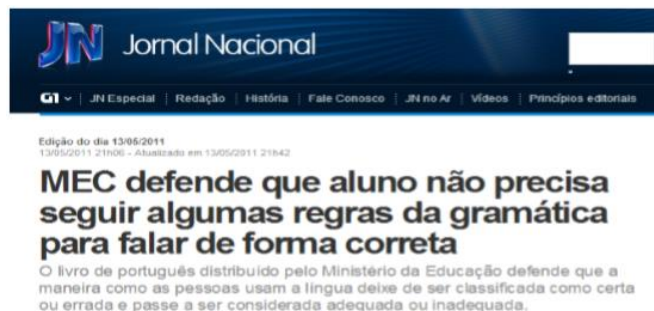 JN Jornal Nacional
G1 JN Especial Redação História Fale Conosco JN no Ar Vídeos Princípios editoriais
Edição do dia 13/05/2011
13/05/2011 21h06 - Atualizado em 13/05/2011 21h42
MEC defende que aluno não precisa
seguir algumas regras da gramática
para falar de forma correta
O livro de português distribuído pelo Ministério da Educação defende que a
maneira como as pessoas usam a língua deixe de ser classificada como certa
ou errada e passe a ser considerada adequada ou inadequada.